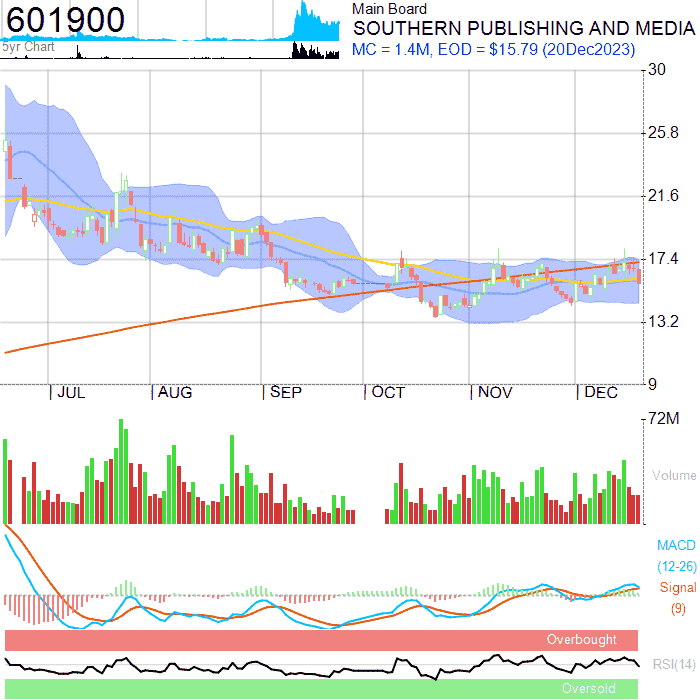 601900
5yr Chart
Main Board
SOUTHERN PUBLISHING AND MEDIA
MC = 1.4M, EOD = $15.79 (20Dec2023)
30
25.8
21.6
17.4
13.2
9
| JUL | AUG | SEP | OCT | NOV | DEC
72M
Volume
MACD
(12-26)
Signal
(9)
Overbought
RSI(14)
Oversold